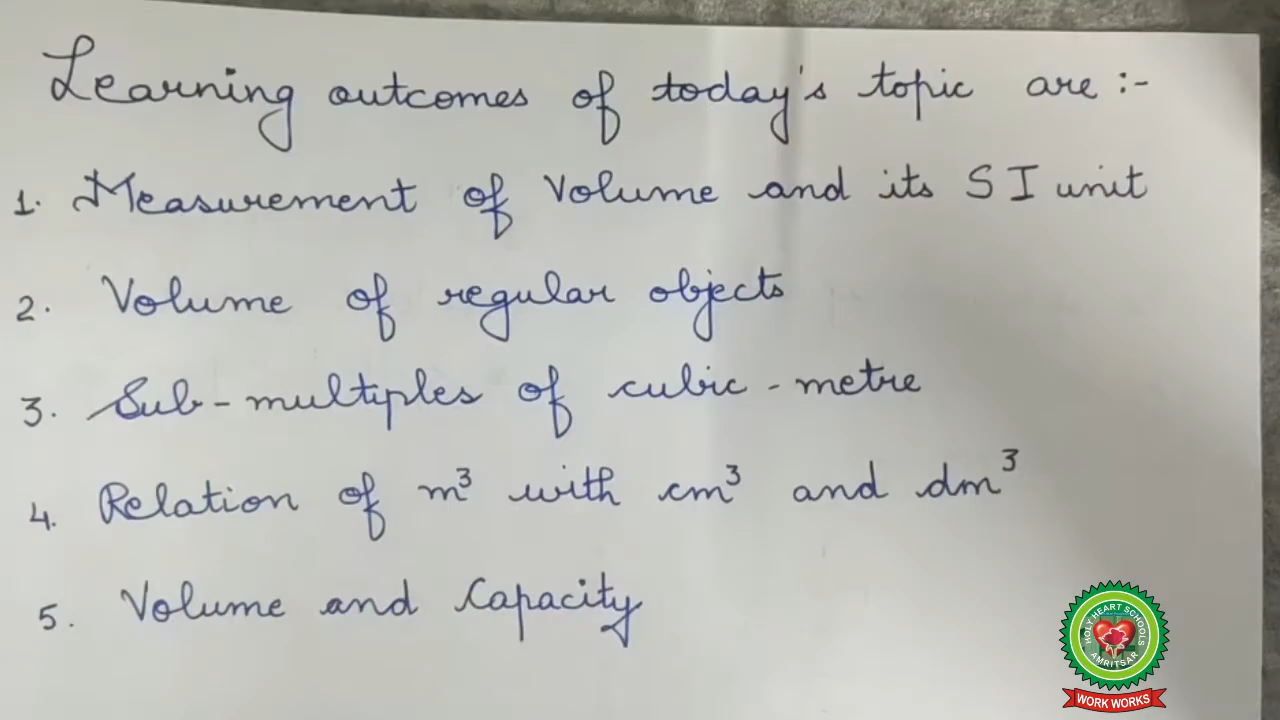 Learning outcomes of today's topic are :-
1. Measurement of Volume and its SI unit
2. Volume of regular objects
3. Sub-multiples of cubic-metre
4. Relation of m³ with cm³ and dm³
5. Volume and Capacity
HOLY HEART SCHOOLS
AMRITSAR
WORK WORKS